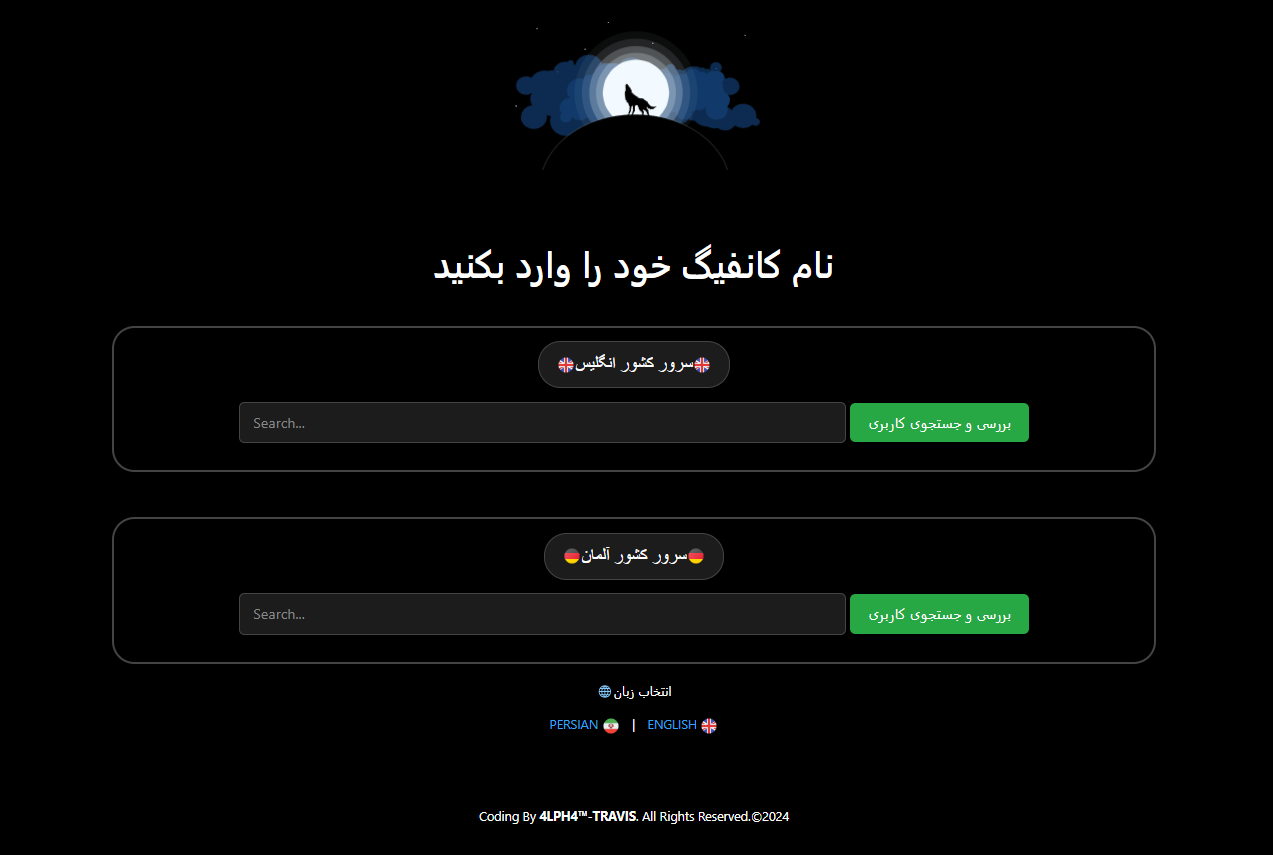 نام کانفیگ خود را وارد بکنید
سرور کشور انگلیس
Search...
بررسی و جستجوی کاربری
سرور کشور آلمان
Search...
بررسی و جستجوی کاربری
انتخاب زبان
PERSIAN | ENGLISH
Coding By 4LPH4™-TRAVIS. All Rights Reserved.©2024